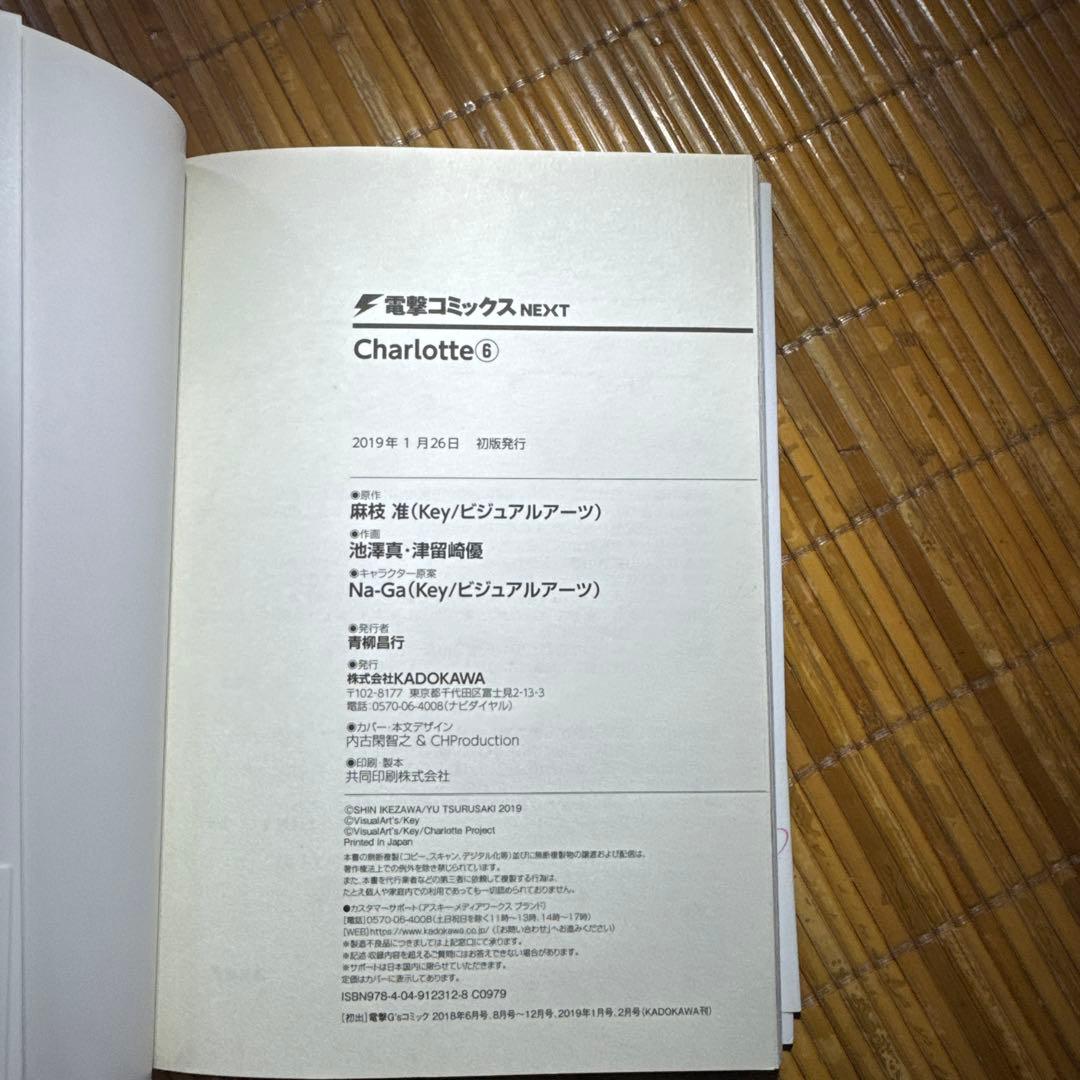 電撃コミックスNEXT
Charlotte⑥
2019年1月26日　初版発行
◉原作
麻枝 准(Key/ビジュアルアーツ)
◉作画
池澤真・津留崎優
◉キャラクター原案
Na-Ga(Key/ビジュアルアーツ)
◉発行者
青柳昌行
◉発行
株式会社KADOKAWA
〒102-8177 東京都千代田区富士見2-13-3
電話:0570-06-4008(ナビダイヤル)
◉カバー・本文デザイン
内古閑智之 & CHProduction
◉印刷・製本
共同印刷株式会社
©SHIN IKEZAWA/YU TSURUSAKI 2019
©VisualArt's/Key
©VisualArt's/Key/Charlotte Project
Printed in Japan
本書の無断複製(コピー、スキャン、デジタル化等)並びに無断複製物の譲渡および配信は、
著作権法上での例外を除き禁じられています。
また、本書を代行業者などの第三者に依頼して複製する行為は、
たとえ個人や家庭内での利用であっても一切認められておりません。
●カスタマーサポート(アスキー・メディアワークス ブランド)
[電話]0570-06-4008(土日祝日を除く11時〜13時、14時〜17時)
[WEB]https://www.kadokawa.co.jp/(「お問い合わせ」へお進みください)
※製造不良品につきましては上記窓口にて承ります。
※記述・収録内容を超えるご質問にはお答えできない場合があります。
※サポートは日本国内に限らせていただきます。
定価はカバーに表示してあります。
ISBN978-4-04-912312-8 C0979
[初出]電撃G'sコミック 2018年6月号、8月号〜12月号、2019年1月号、2月号(KADOKAWA刊)